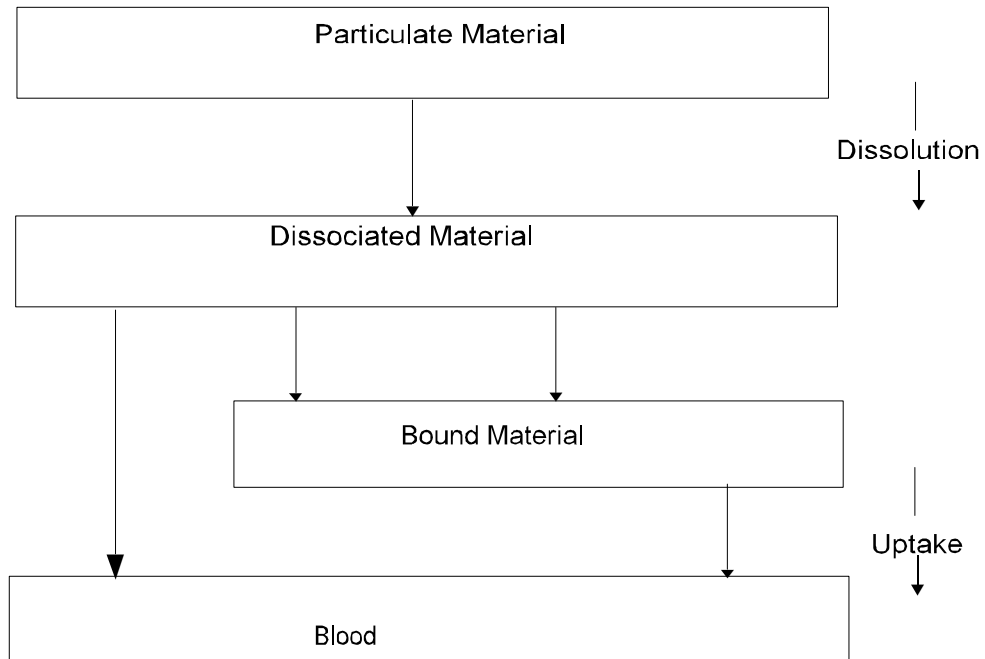 Particulate Material
Dissolution
Dissociated Material
Bound Material
Uptake
Blood